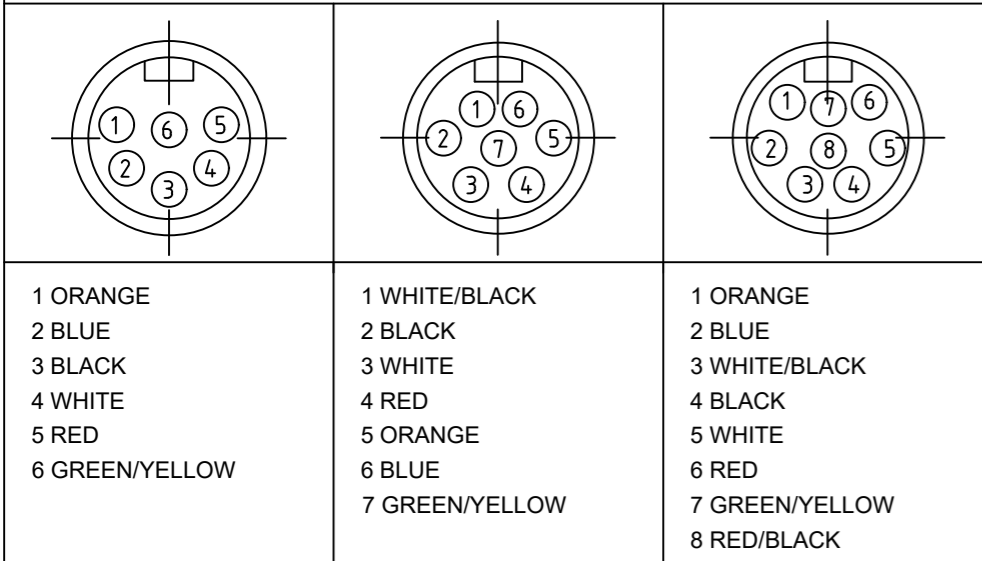 1 6 5
2 4
3
1 6
2 5
7
3 4
1 7 6
2 8 5
3 4
1 ORANGE
2 BLUE
3 BLACK
4 WHITE
5 RED
6 GREEN/YELLOW
1 WHITE/BLACK
2 BLACK
3 WHITE
4 RED
5 ORANGE
6 BLUE
7 GREEN/YELLOW
1 ORANGE
2 BLUE
3 WHITE/BLACK
4 BLACK
5 WHITE
6 RED
7 GREEN/YELLOW
8 RED/BLACK